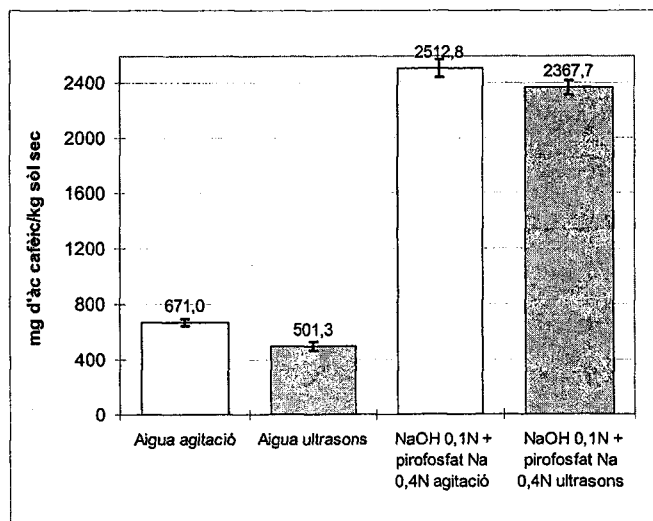 mg d'àc cafèic/kg sòl sec
2400
2000
1600
1200
800
400
0
671,0
501,3
2512,8
2367,7
Aigua agitació
Aigua ultrasons
NaOH 0,1N +
pirofosfat Na
0,4N agitació
NaOH 0,1N +
pirofosfat Na
0,4N ultrasons